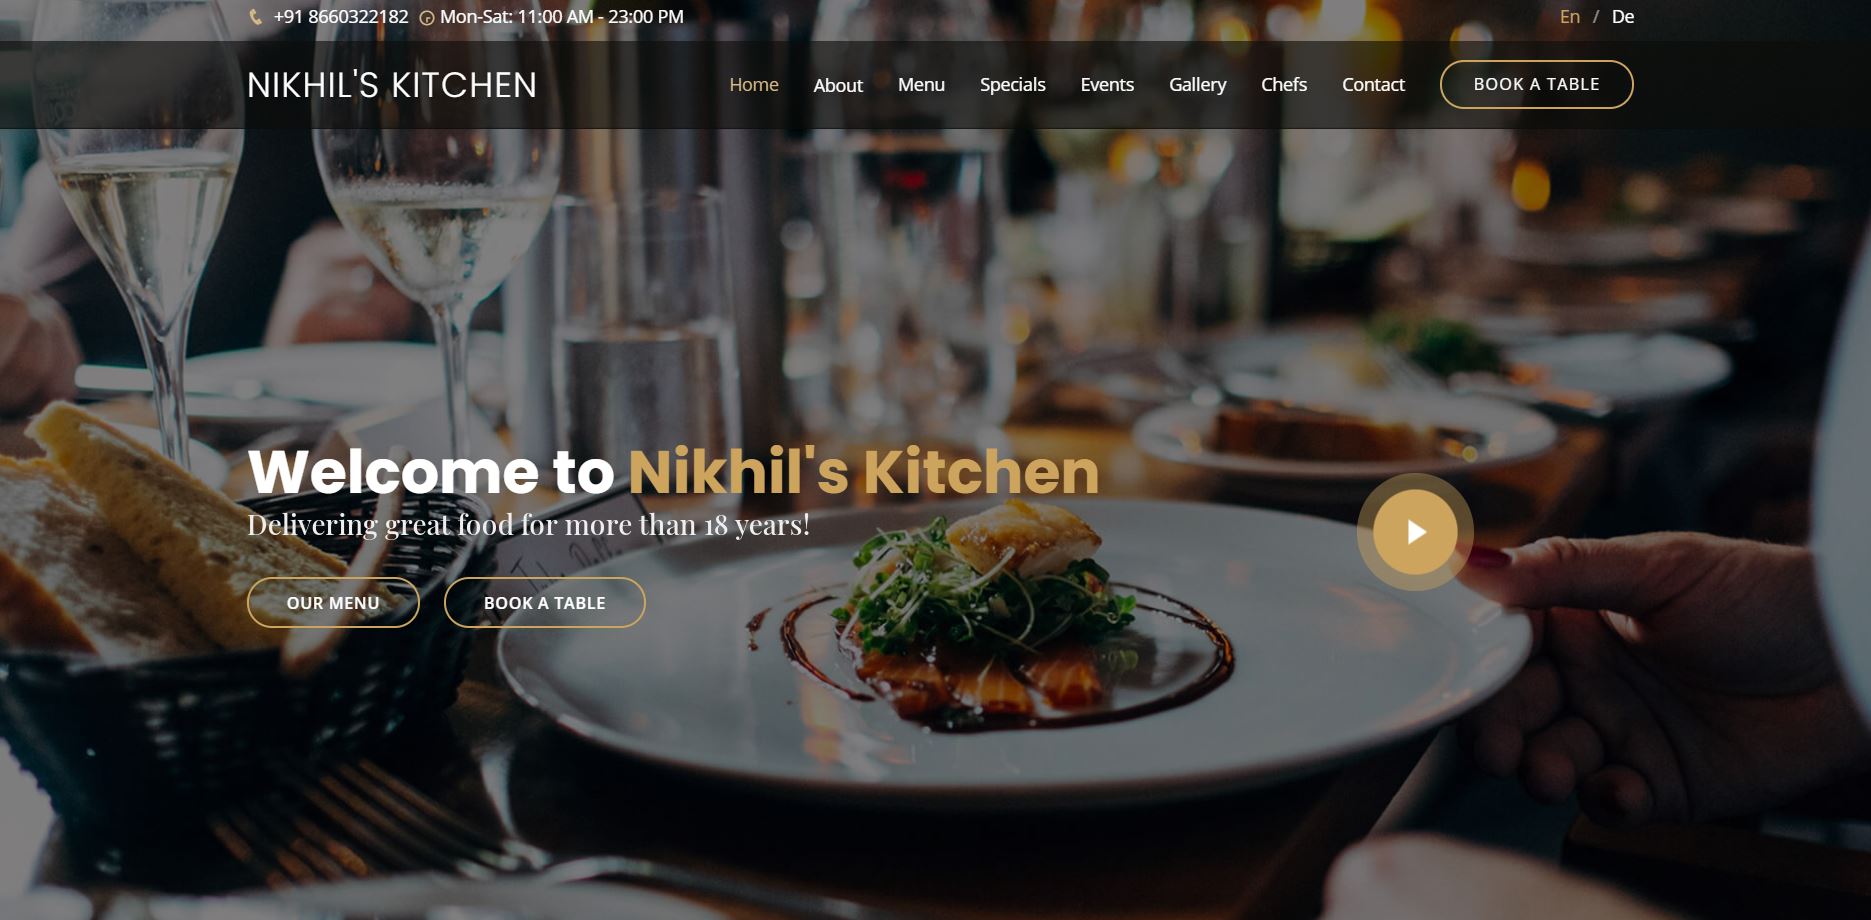 +91 8660322182 Mon-Sat: 11:00 AM - 23:00 PM
En / De
NIKHIL'S KITCHEN
Home About Menu Specials Events Gallery Chefs Contact BOOK A TABLE
Welcome to Nikhil's Kitchen
Delivering great food for more than 18 years!
OUR MENU BOOK A TABLE